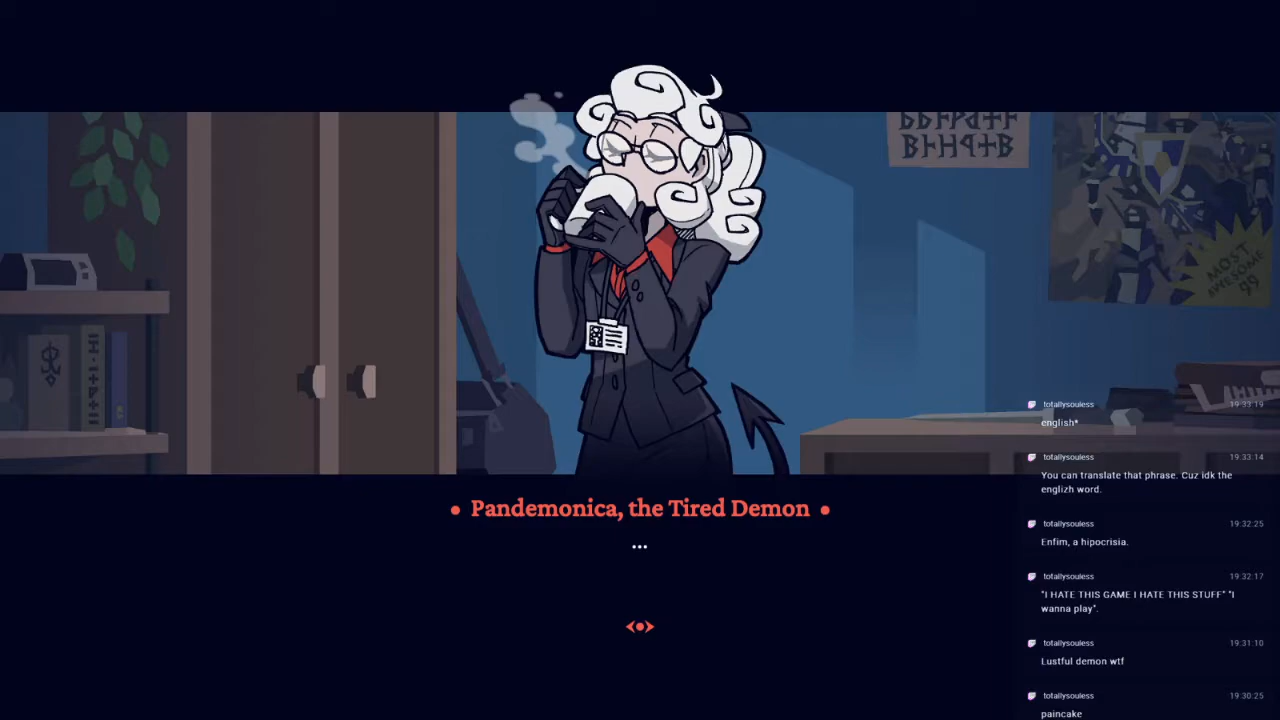 MOST
AWESOME
99
• Pandemonica, the Tired Demon •
...
totallysouless 19:33:19
english*
totallysouless 19:33:14
You can translate that phrase. Cuz idk the
englizh word.
totallysouless 19:32:25
Enfim, a hipocrisia.
totallysouless 19:32:17
"I HATE THIS GAME I HATE THIS STUFF" "I
wanna play".
totallysouless 19:31:10
Lustful demon wtf
totallysouless 19:30:25
paincake